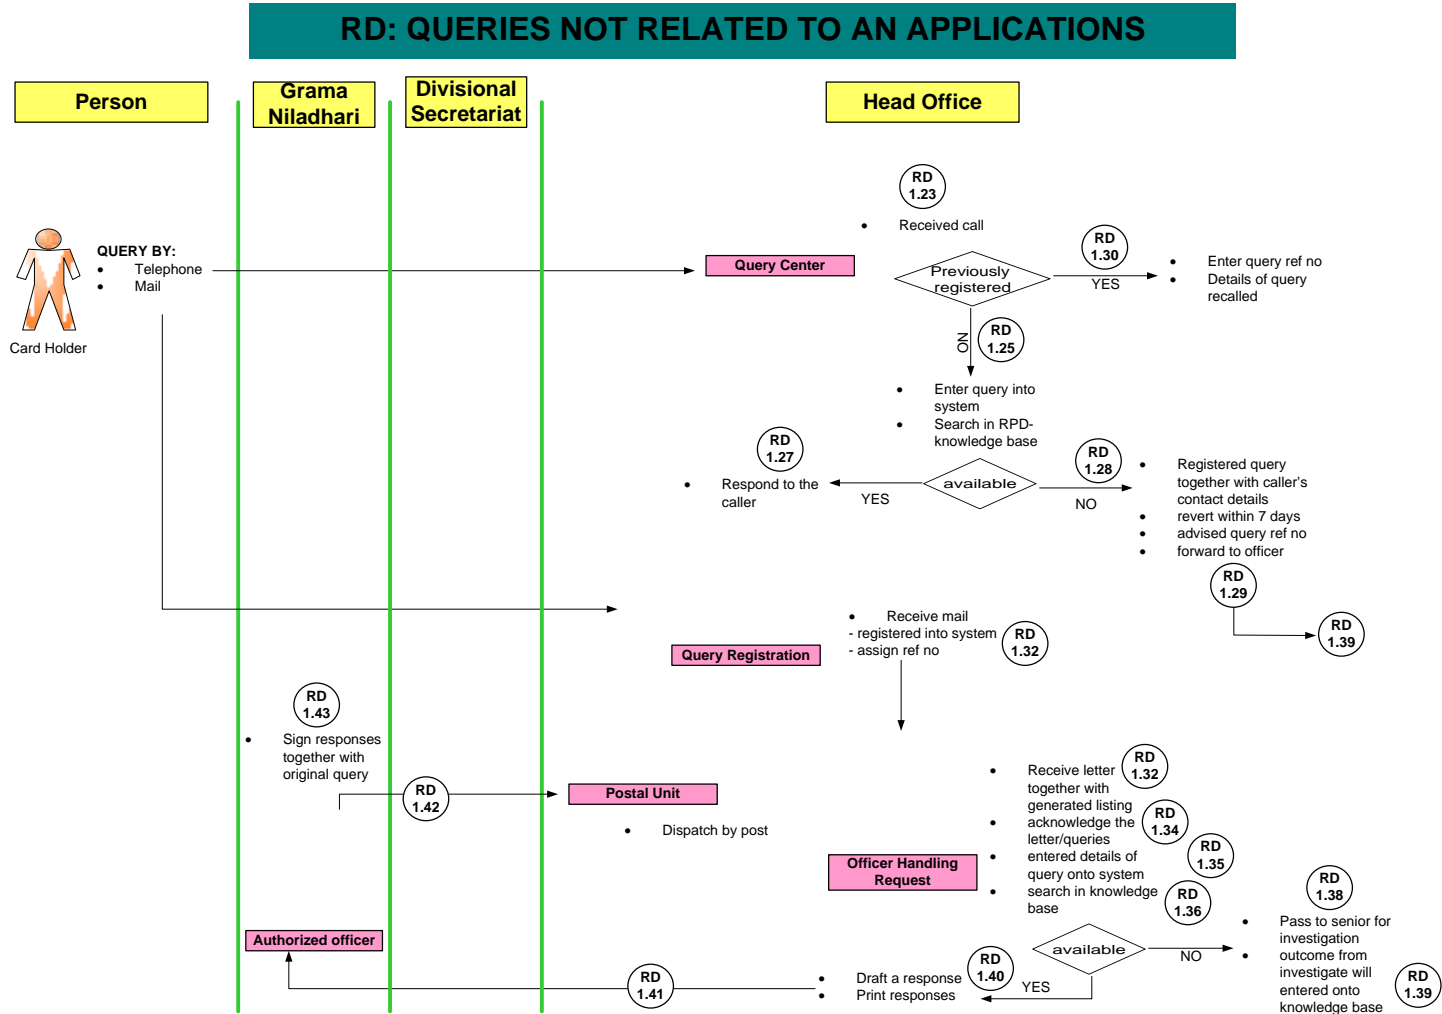 RD: QUERIES NOT RELATED TO AN APPLICATIONS
Person
Grama
Niladhari
Divisional
Secretariat
Head Office
RD
1.23
• Received call
QUERY BY:
• Telephone
• Mail
Card Holder
Query Center
Previously
registered
RD
1.30
YES
• Enter query ref no
• Details of query
recalled
NO
RD
1.25
• Enter query into
system
• Search in RPD-
knowledge base
RD
1.27
• Respond to the
caller
YES
available
RD
1.28
NO
• Registered query
together with caller's
contact details
• revert within 7 days
• advised query ref no
• forward to officer
RD
1.29
RD
1.39
• Receive mail
- registered into system
- assign ref no
RD
1.32
Query Registration
RD
1.43
• Sign responses
together with
original query
RD
1.42
Postal Unit
• Dispatch by post
• Receive letter
together with
generated listing
• acknowledge the
letter/queries
• entered details of
query onto system
• search in knowledge
base
RD
1.32
RD
1.34
RD
1.35
RD
1.36
Officer Handling
Request
Authorized officer
RD
1.41
• Draft a response
• Print responses
RD
1.40
YES
available
NO
RD
1.38
• Pass to senior for
investigation
• outcome from
investigate will
entered onto
knowledge base
RD
1.39